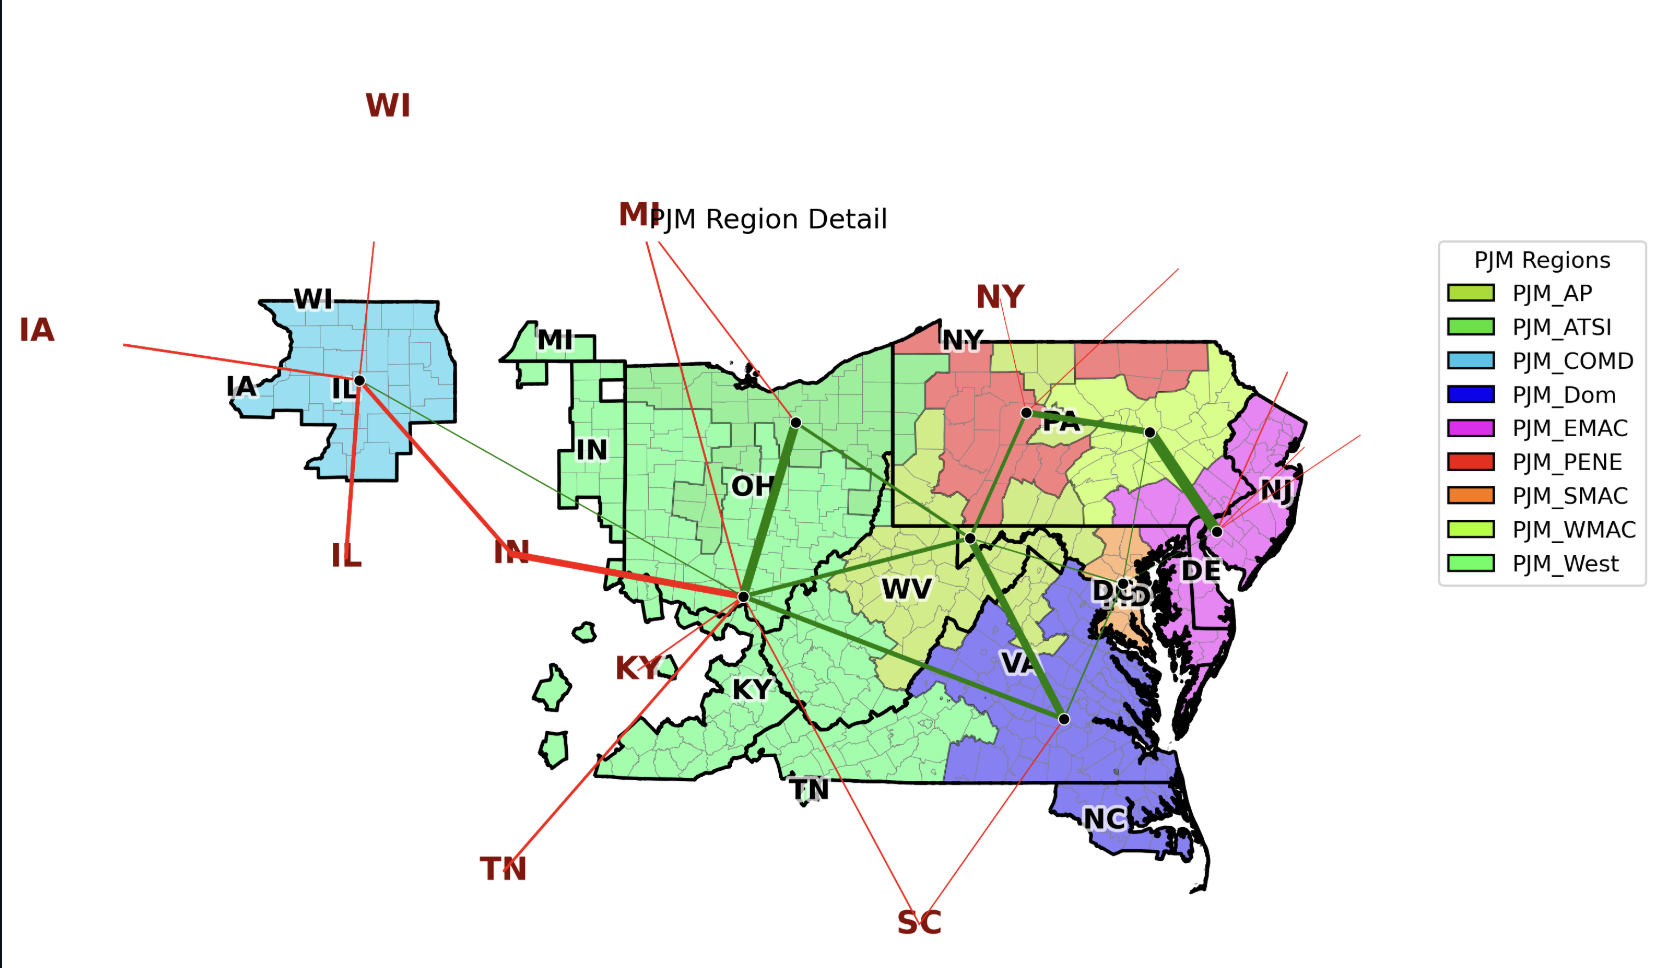 WI
MI
PJM Region Detail
PJM Regions
PJM_AP
PJM_ATSI
PJM_COMD
PJM_Dom
PJM_EMAC
PJM_PENE
PJM_SMAC
PJM_WMAC
PJM_West
NY
WI
IA
MI
NY
IA
IL
PA
IN
OH
NJ
IL
IN
DE
WV
DC
VA
KY
KY
TN
NC
TN
SC